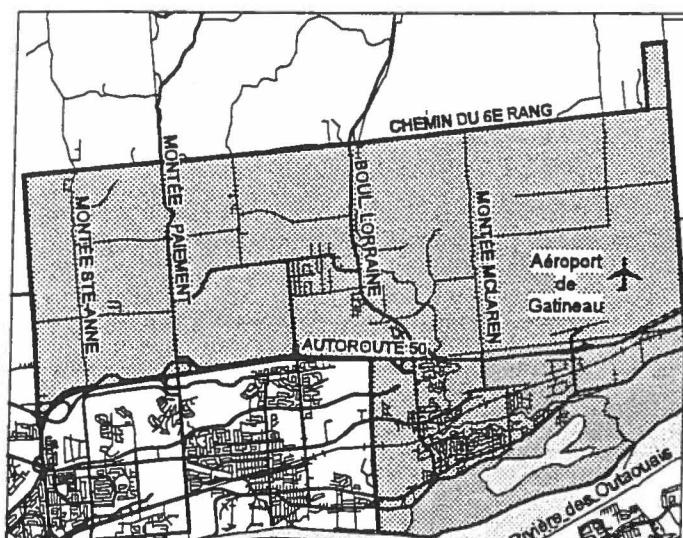 CHEMIN DU 6E RANG
MONTÉE STE-ANNE
MONTÉE PAIEMENT
BOUL LORRAINE
MONTÉE MCLAREN
Aéroport
de
Gatineau
AUTOROUTE 50
Rivière des Outaouais